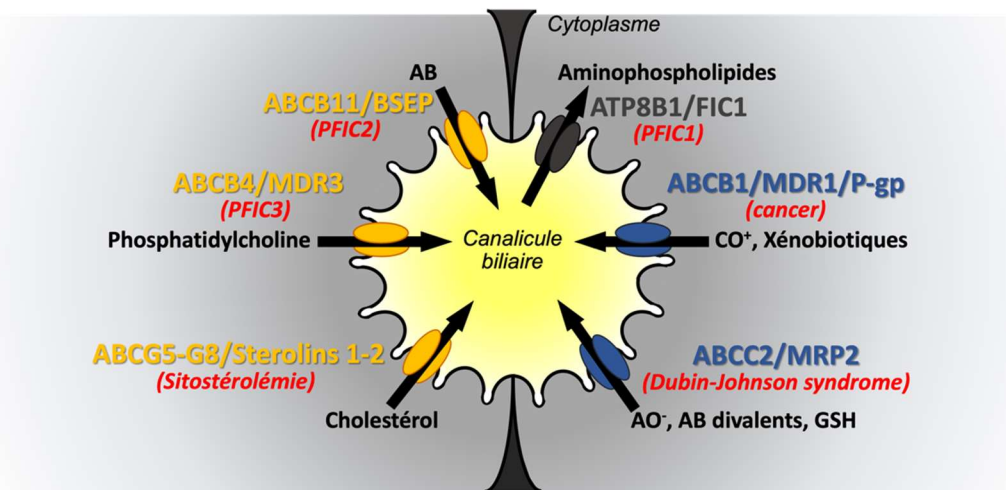 Cytoplasme
AB
ABCB11/BSEP
(PFIC2)
Aminophospholipides
ATP8B1/FIC1
(PFIC1)
ABCB4/MDR3
(PFIC3)
Phosphatidylcholine
ABCB1/MDR1/P-gp
(cancer)
CO⁺, Xénobiotiques
Canalicule
biliaire
ABCG5-G8/Sterolins 1-2
(Sitostérolémie)
Cholestérol
ABCC2/MRP2
(Dubin-Johnson syndrome)
AO⁻, AB divalents, GSH